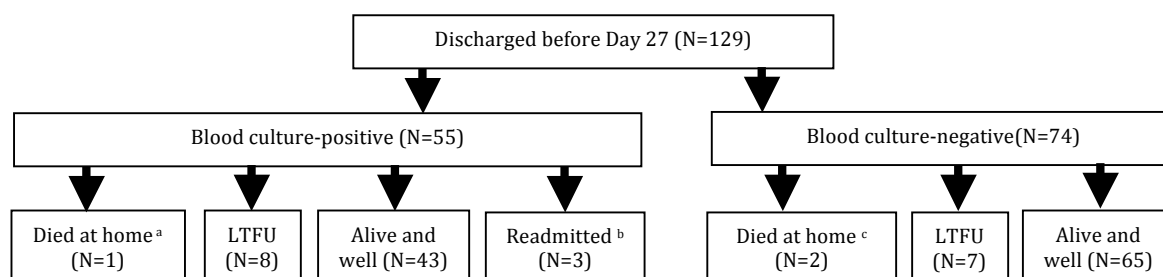 Discharged before Day 27 (N=129)
Blood culture-positive (N=55)
Blood culture-negative(N=74)
Died at home ᵃ
(N=1)
LTFU
(N=8)
Alive and
well (N=43)
Readmitted ᵇ
(N=3)
Died at home ᶜ
(N=2)
LTFU
(N=7)
Alive and
well (N=65)